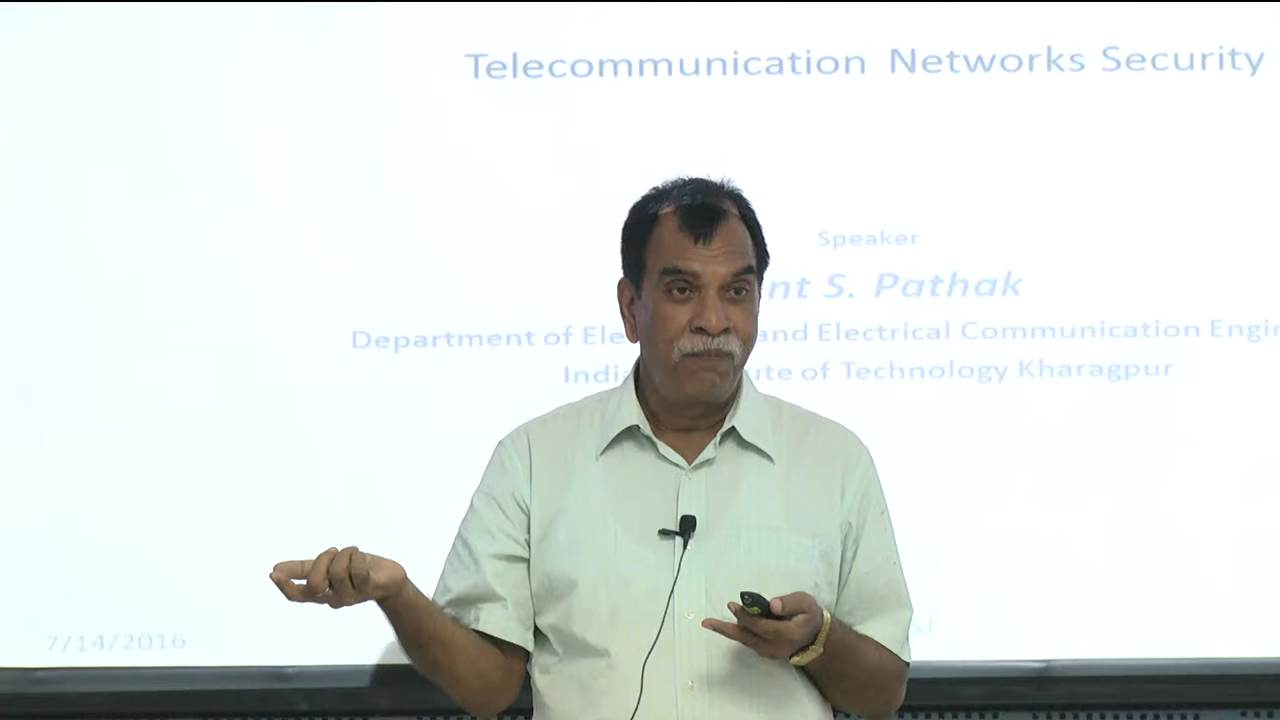 Telecommunication Networks Security
Speaker
nt S. Pathak
Department of Ele and Electrical Communication Engi
Indi ute of Technology Kharagpur
7/14/2016